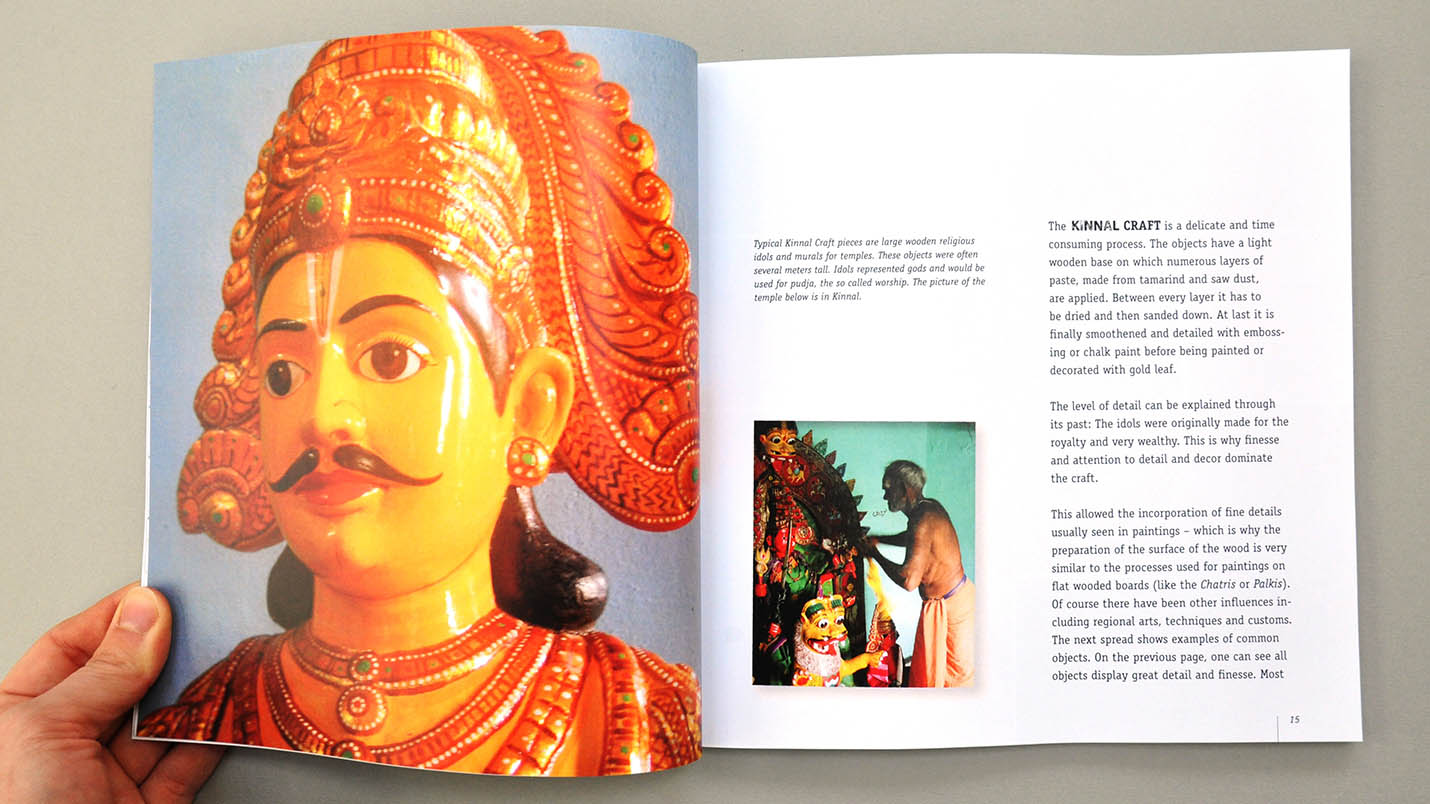 Typical Kinnal Craft pieces are large wooden religious
idols and murals for temples. These objects were often
several meters tall. Idols represented gods and would be
used for pudja, the so called worship. The picture of the
temple below is in Kinnal.
The KiNNAL CRAFT is a delicate and time
consuming process. The objects have a light
wooden base on which numerous layers of
paste, made from tamarind and saw dust,
are applied. Between every layer it has to
be dried and then sanded down. At last it is
finally smoothened and detailed with emboss-
ing or chalk paint before being painted or
decorated with gold leaf.
The level of detail can be explained through
its past: The idols were originally made for the
royalty and very wealthy. This is why finesse
and attention to detail and decor dominate
the craft.
This allowed the incorporation of fine details
usually seen in paintings – which is why the
preparation of the surface of the wood is very
similar to the processes used for paintings on
flat wooded boards (like the Chatris or Palkis).
Of course there have been other influences in-
cluding regional arts, techniques and customs.
The next spread shows examples of common
objects. On the previous page, one can see all
objects display great detail and finesse. Most
15